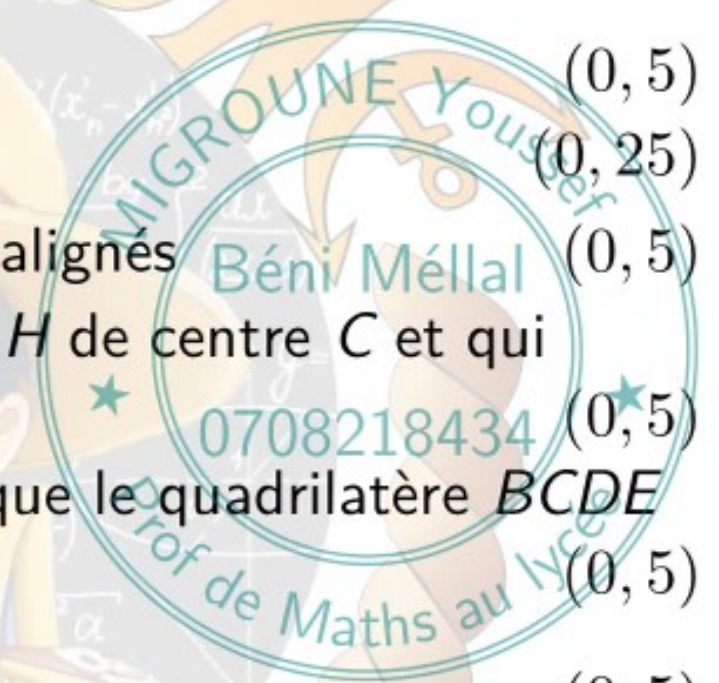 (0, 5)
(0, 25)
alignés (0, 5)
H de centre C et qui
(0, 5)
que le quadrilatère BCDE
(0, 5)
MIGROUNE Youssef
Béni Méllal
0708218434
Prof de Maths au lycée